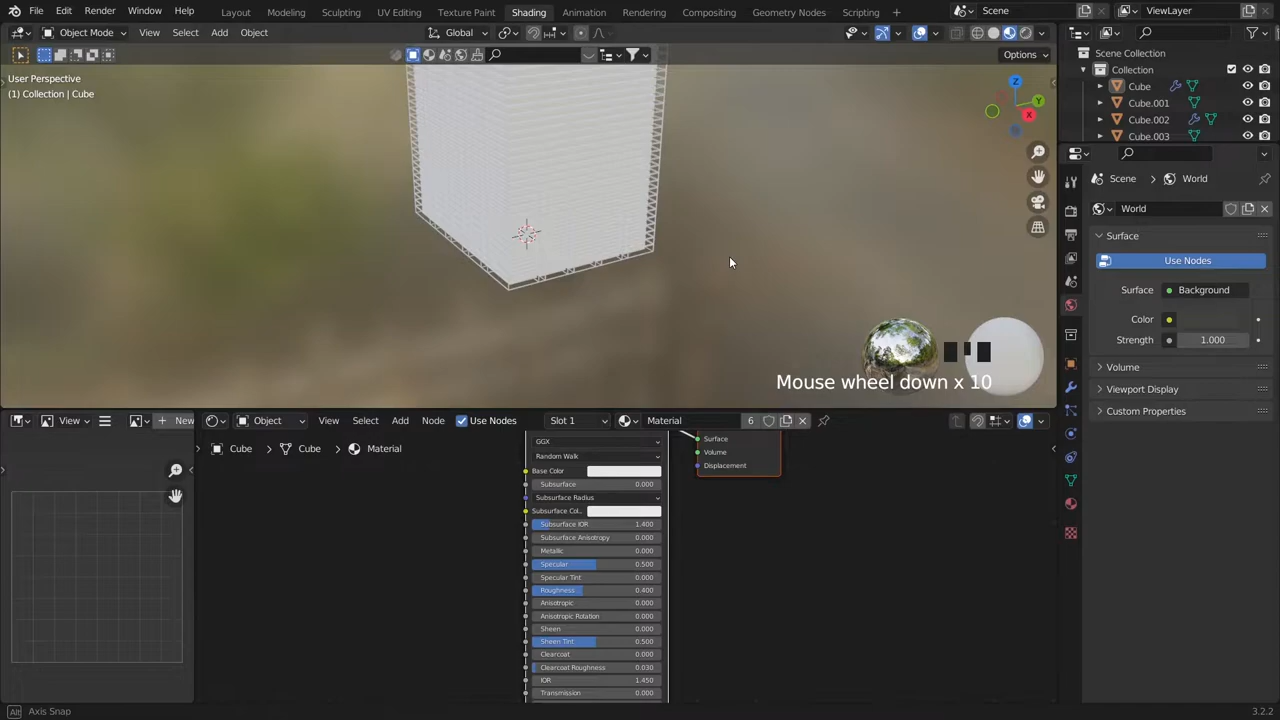 File Edit Render Window Help Layout Modeling Sculpting UV Editing Texture Paint Shading Animation Rendering Compositing Geometry Nodes Scripting Scene ViewLayer
Object Mode View Select Add Object Global
Options
User Perspective
(1) Collection | Cube
Z
Y
X
Scene Collection
Collection
Cube
Cube.001
Cube.002
Cube.003
Scene World
World
Surface
Use Nodes
Surface Background
Color
Strength 1.000
Volume
Viewport Display
Custom Properties
Mouse wheel down x 10
View New Object View Select Add Node Use Nodes Slot 1 Material 6
Cube Cube Material
GGX
Random Walk
Base Color
Subsurface 0.000
Subsurface Radius
Subsurface Col..
Subsurface IOR 1.400
Subsurface Anisotropy 0.000
Metallic 0.000
Specular 0.500
Specular Tint 0.000
Roughness 0.400
Anisotropic 0.000
Anisotropic Rotation 0.000
Sheen 0.000
Sheen Tint 0.500
Clearcoat 0.000
Clearcoat Roughness 0.030
IOR 1.450
Transmission 0.000
Surface
Volume
Displacement
Alt Axis Snap 3.2.2